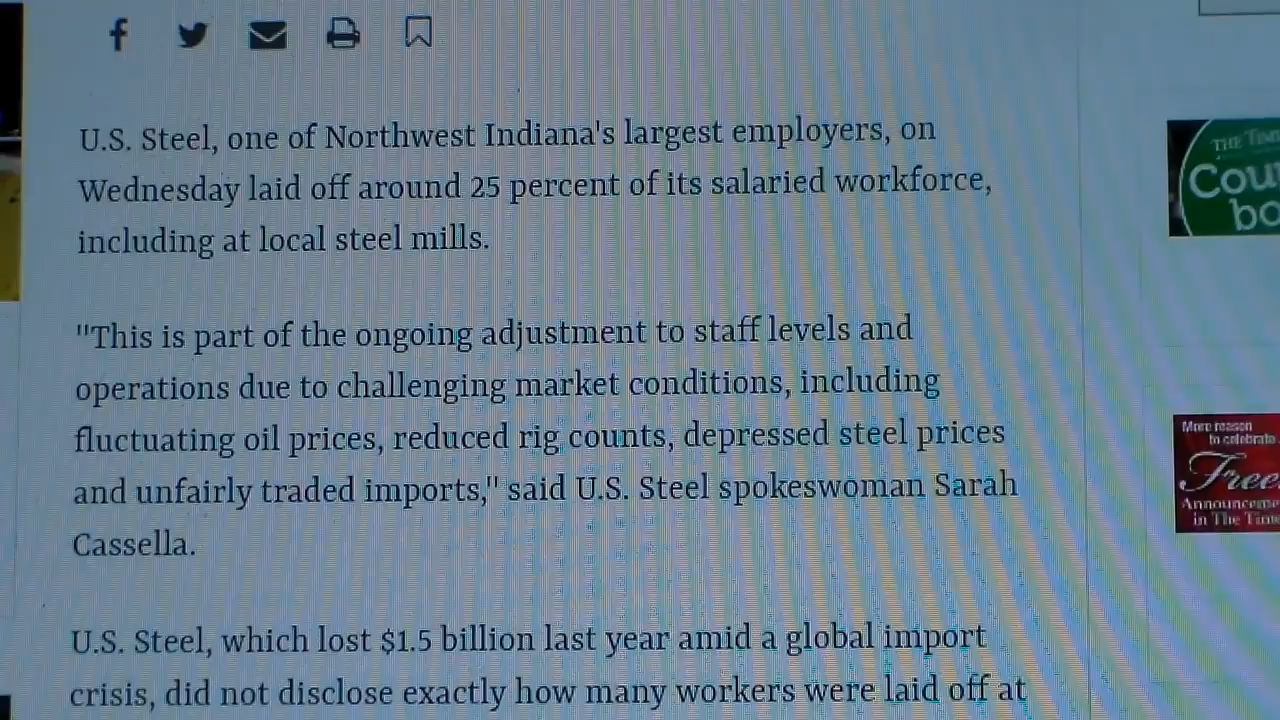 U.S. Steel, one of Northwest Indiana's largest employers, on
Wednesday laid off around 25 percent of its salaried workforce,
including at local steel mills.
"This is part of the ongoing adjustment to staff levels and
operations due to challenging market conditions, including
fluctuating oil prices, reduced rig counts, depressed steel prices
and unfairly traded imports," said U.S. Steel spokeswoman Sarah
Cassella.
U.S. Steel, which lost $1.5 billion last year amid a global import
crisis, did not disclose exactly how many workers were laid off at
THE
Cou
bo
More reason
to celebrate
Free
in The